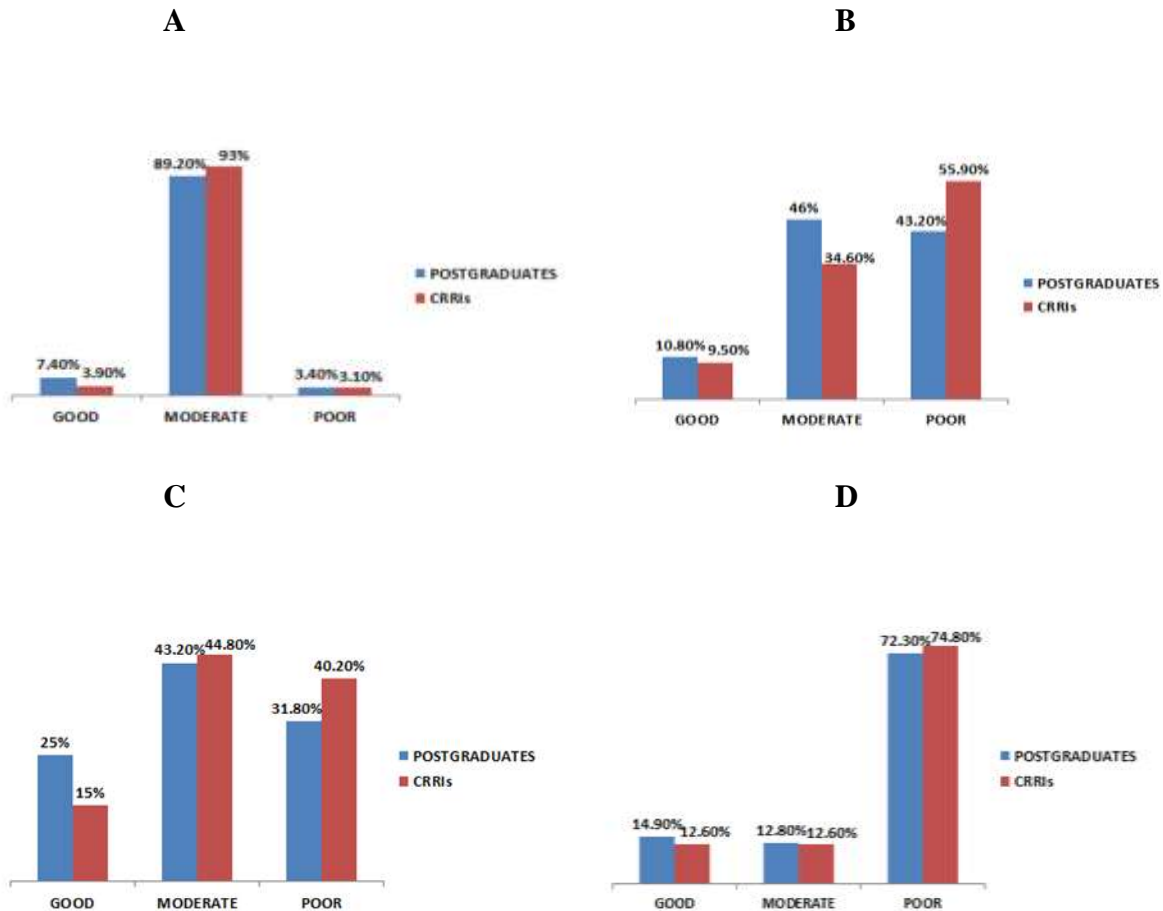 A
89.20%
93%
7.40%
3.90%
3.40%
3.10%
GOOD
MODERATE
POOR
POSTGRADUATES
CRRIs
B
46%
34.60%
43.20%
55.90%
10.80%
9.50%
GOOD
MODERATE
POOR
POSTGRADUATES
CRRIs
C
43.20%
44.80%
31.80%
40.20%
25%
15%
GOOD
MODERATE
POOR
POSTGRADUATES
CRRIs
D
72.30%
74.80%
14.90%
12.60%
12.80%
12.60%
GOOD
MODERATE
POOR
POSTGRADUATES
CRRIs